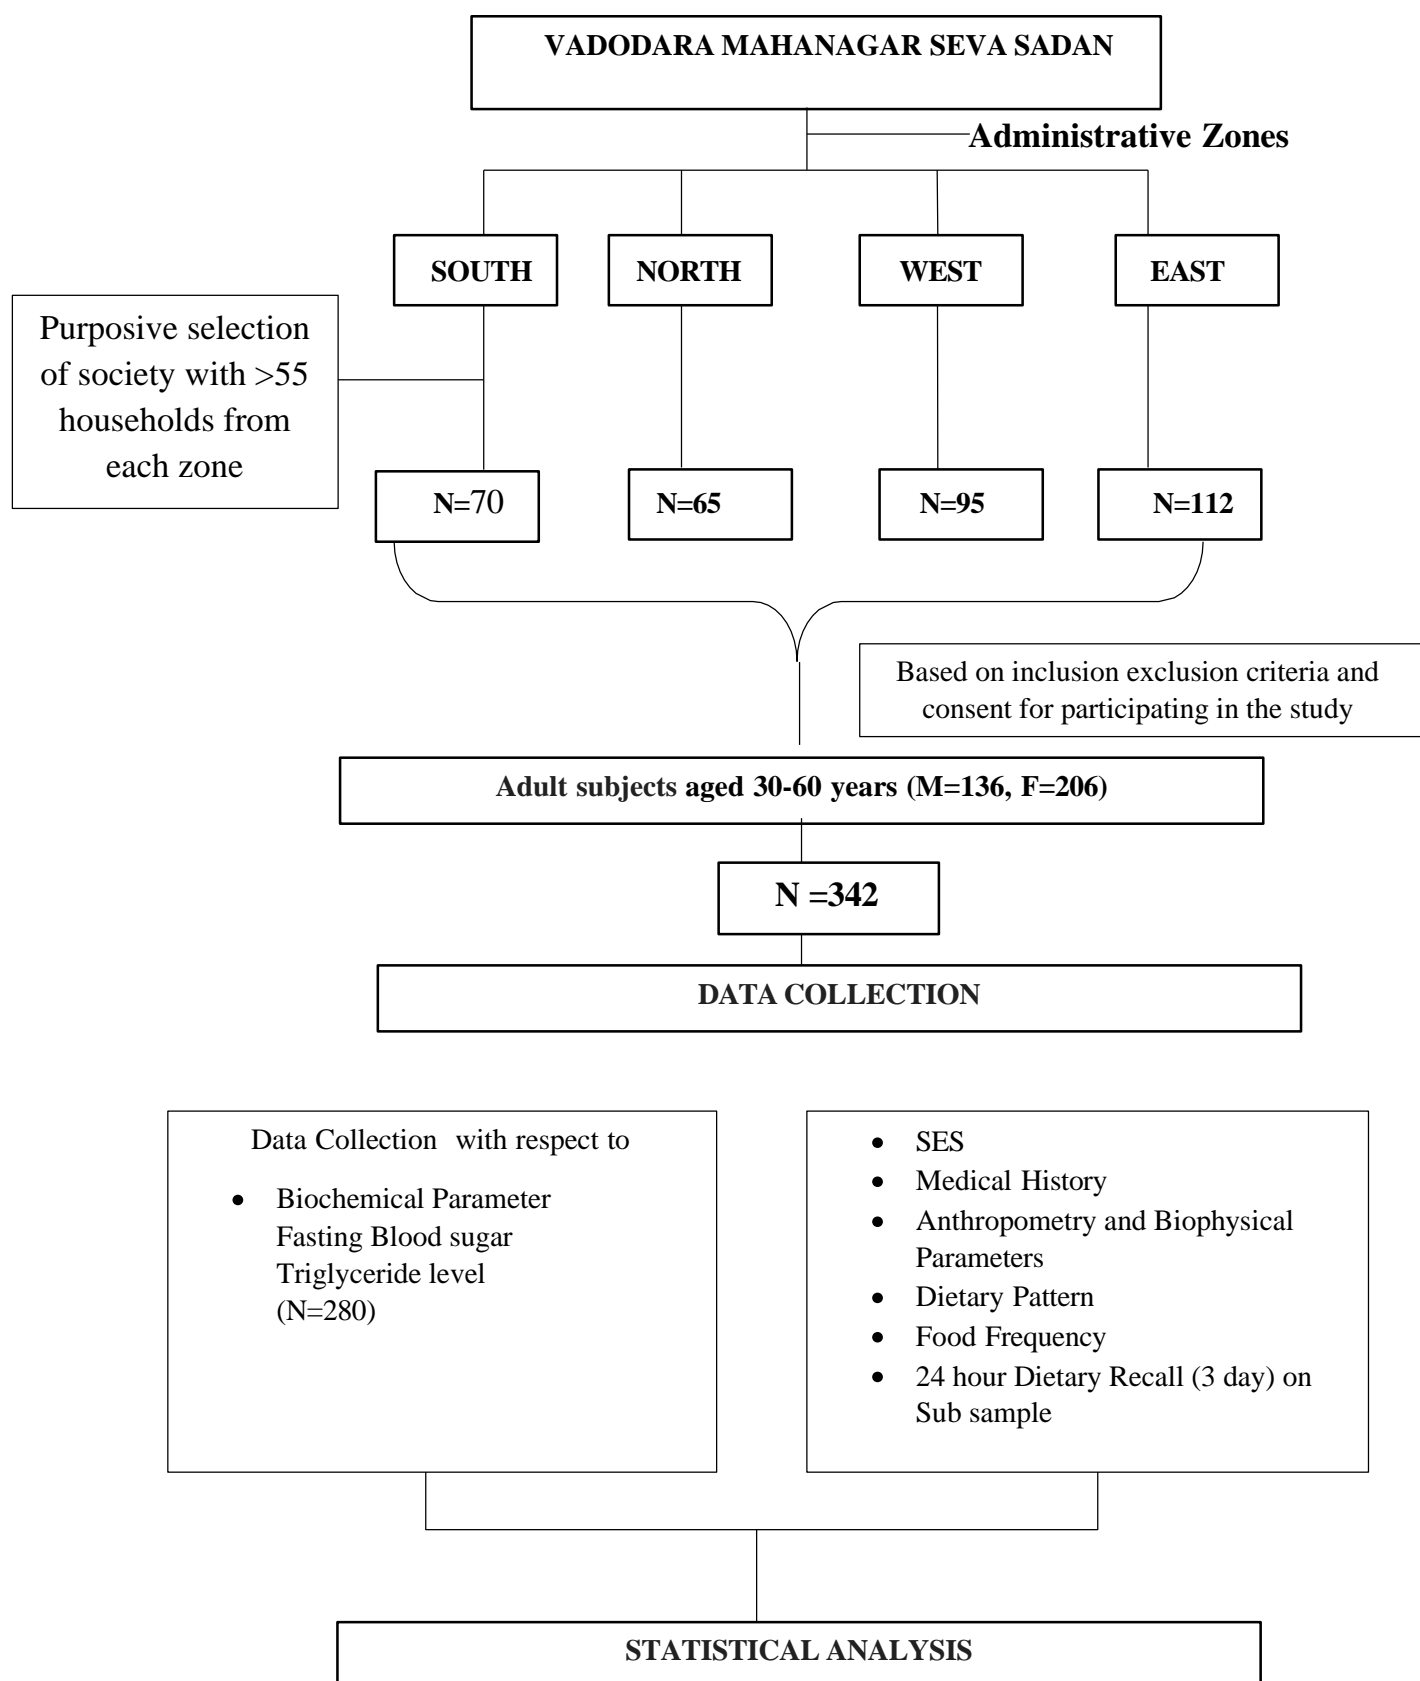 VADODARA MAHANAGAR SEVA SADAN
Administrative Zones
SOUTH
NORTH
WEST
EAST
Purposive selection
of society with >55
households from
each zone
N=70
N=65
N=95
N=112
Based on inclusion exclusion criteria and
consent for participating in the study
Adult subjects aged 30-60 years (M=136, F=206)
N =342
DATA COLLECTION
Data Collection with respect to
• Biochemical Parameter
Fasting Blood sugar
Triglyceride level
(N=280)
• SES
• Medical History
• Anthropometry and Biophysical
Parameters
• Dietary Pattern
• Food Frequency
• 24 hour Dietary Recall (3 day) on
Sub sample
STATISTICAL ANALYSIS